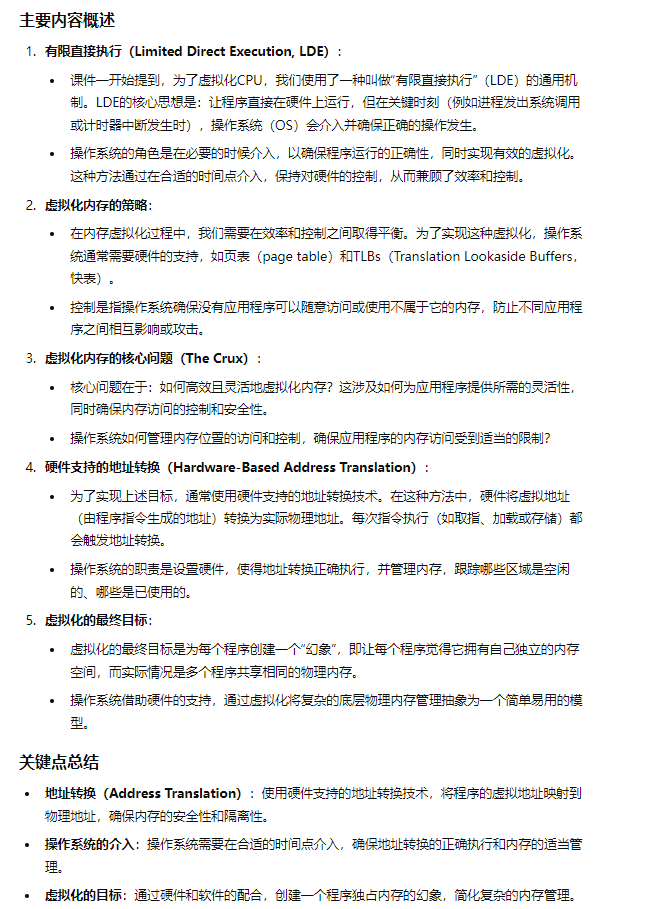 主要内容概述
1. 有限直接执行（Limited Direct Execution, LDE）：
• 课件一开始提到，为了虚拟化CPU，我们使用了一种叫做“有限直接执行”（LDE）的通用机
制。LDE的核心思想是：让程序直接在硬件上运行，但在关键时刻（例如进程发出系统调用
或计时器中断发生时），操作系统（OS）会介入并确保正确的操作发生。
• 操作系统的角色是在必要的时候介入，以确保程序运行的正确性，同时实现有效的虚拟化。
这种方法通过在合适的时间点介入，保持对硬件的控制，从而兼顾了效率和控制。
2. 虚拟化内存的策略：
• 在内存虚拟化过程中，我们需要在效率和控制之间取得平衡。为了实现这种虚拟化，操作系
统通常需要硬件的支持，如页表（page table）和TLBs（Translation Lookaside Buffers，
快表）。
• 控制是指操作系统确保没有应用程序可以随意访问或使用不属于它的内存，防止不同应用程
序之间相互影响或攻击。
3. 虚拟化内存的核心问题（The Crux）：
• 核心问题在于：如何高效且灵活地虚拟化内存？这涉及如何为应用程序提供所需的灵活性，
同时确保内存访问的控制和安全性。
• 操作系统如何管理内存位置的访问和控制，确保应用程序的内存访问受到适当的限制？
4. 硬件支持的地址转换（Hardware-Based Address Translation）：
• 为了实现上述目标，通常使用硬件支持的地址转换技术。在这种方法中，硬件将虚拟地址
（由程序指令生成的地址）转换为实际物理地址。每次指令执行（如取指、加载或存储）都
会触发地址转换。
• 操作系统的职责是设置硬件，使得地址转换正确执行，并管理内存，跟踪哪些区域是空闲
的、哪些是已使用的。
5. 虚拟化的最终目标：
• 虚拟化的最终目标是为每个程序创建一个“幻象”，即让每个程序觉得它拥有自己独立的内存
空间，而实际情况是多个程序共享相同的物理内存。
• 操作系统借助硬件的支持，通过虚拟化将复杂的底层物理内存管理抽象为一个简单易用的模
型。
关键点总结
• 地址转换（Address Translation）：使用硬件支持的地址转换技术，将程序的虚拟地址映射到
物理地址，确保内存的安全性和隔离性。
• 操作系统的介入：操作系统需要在合适的时间点介入，确保地址转换的正确执行和内存的适当管
理。
• 虚拟化的目标：通过硬件和软件的配合，创建一个程序独占内存的幻象，简化复杂的内存管理。